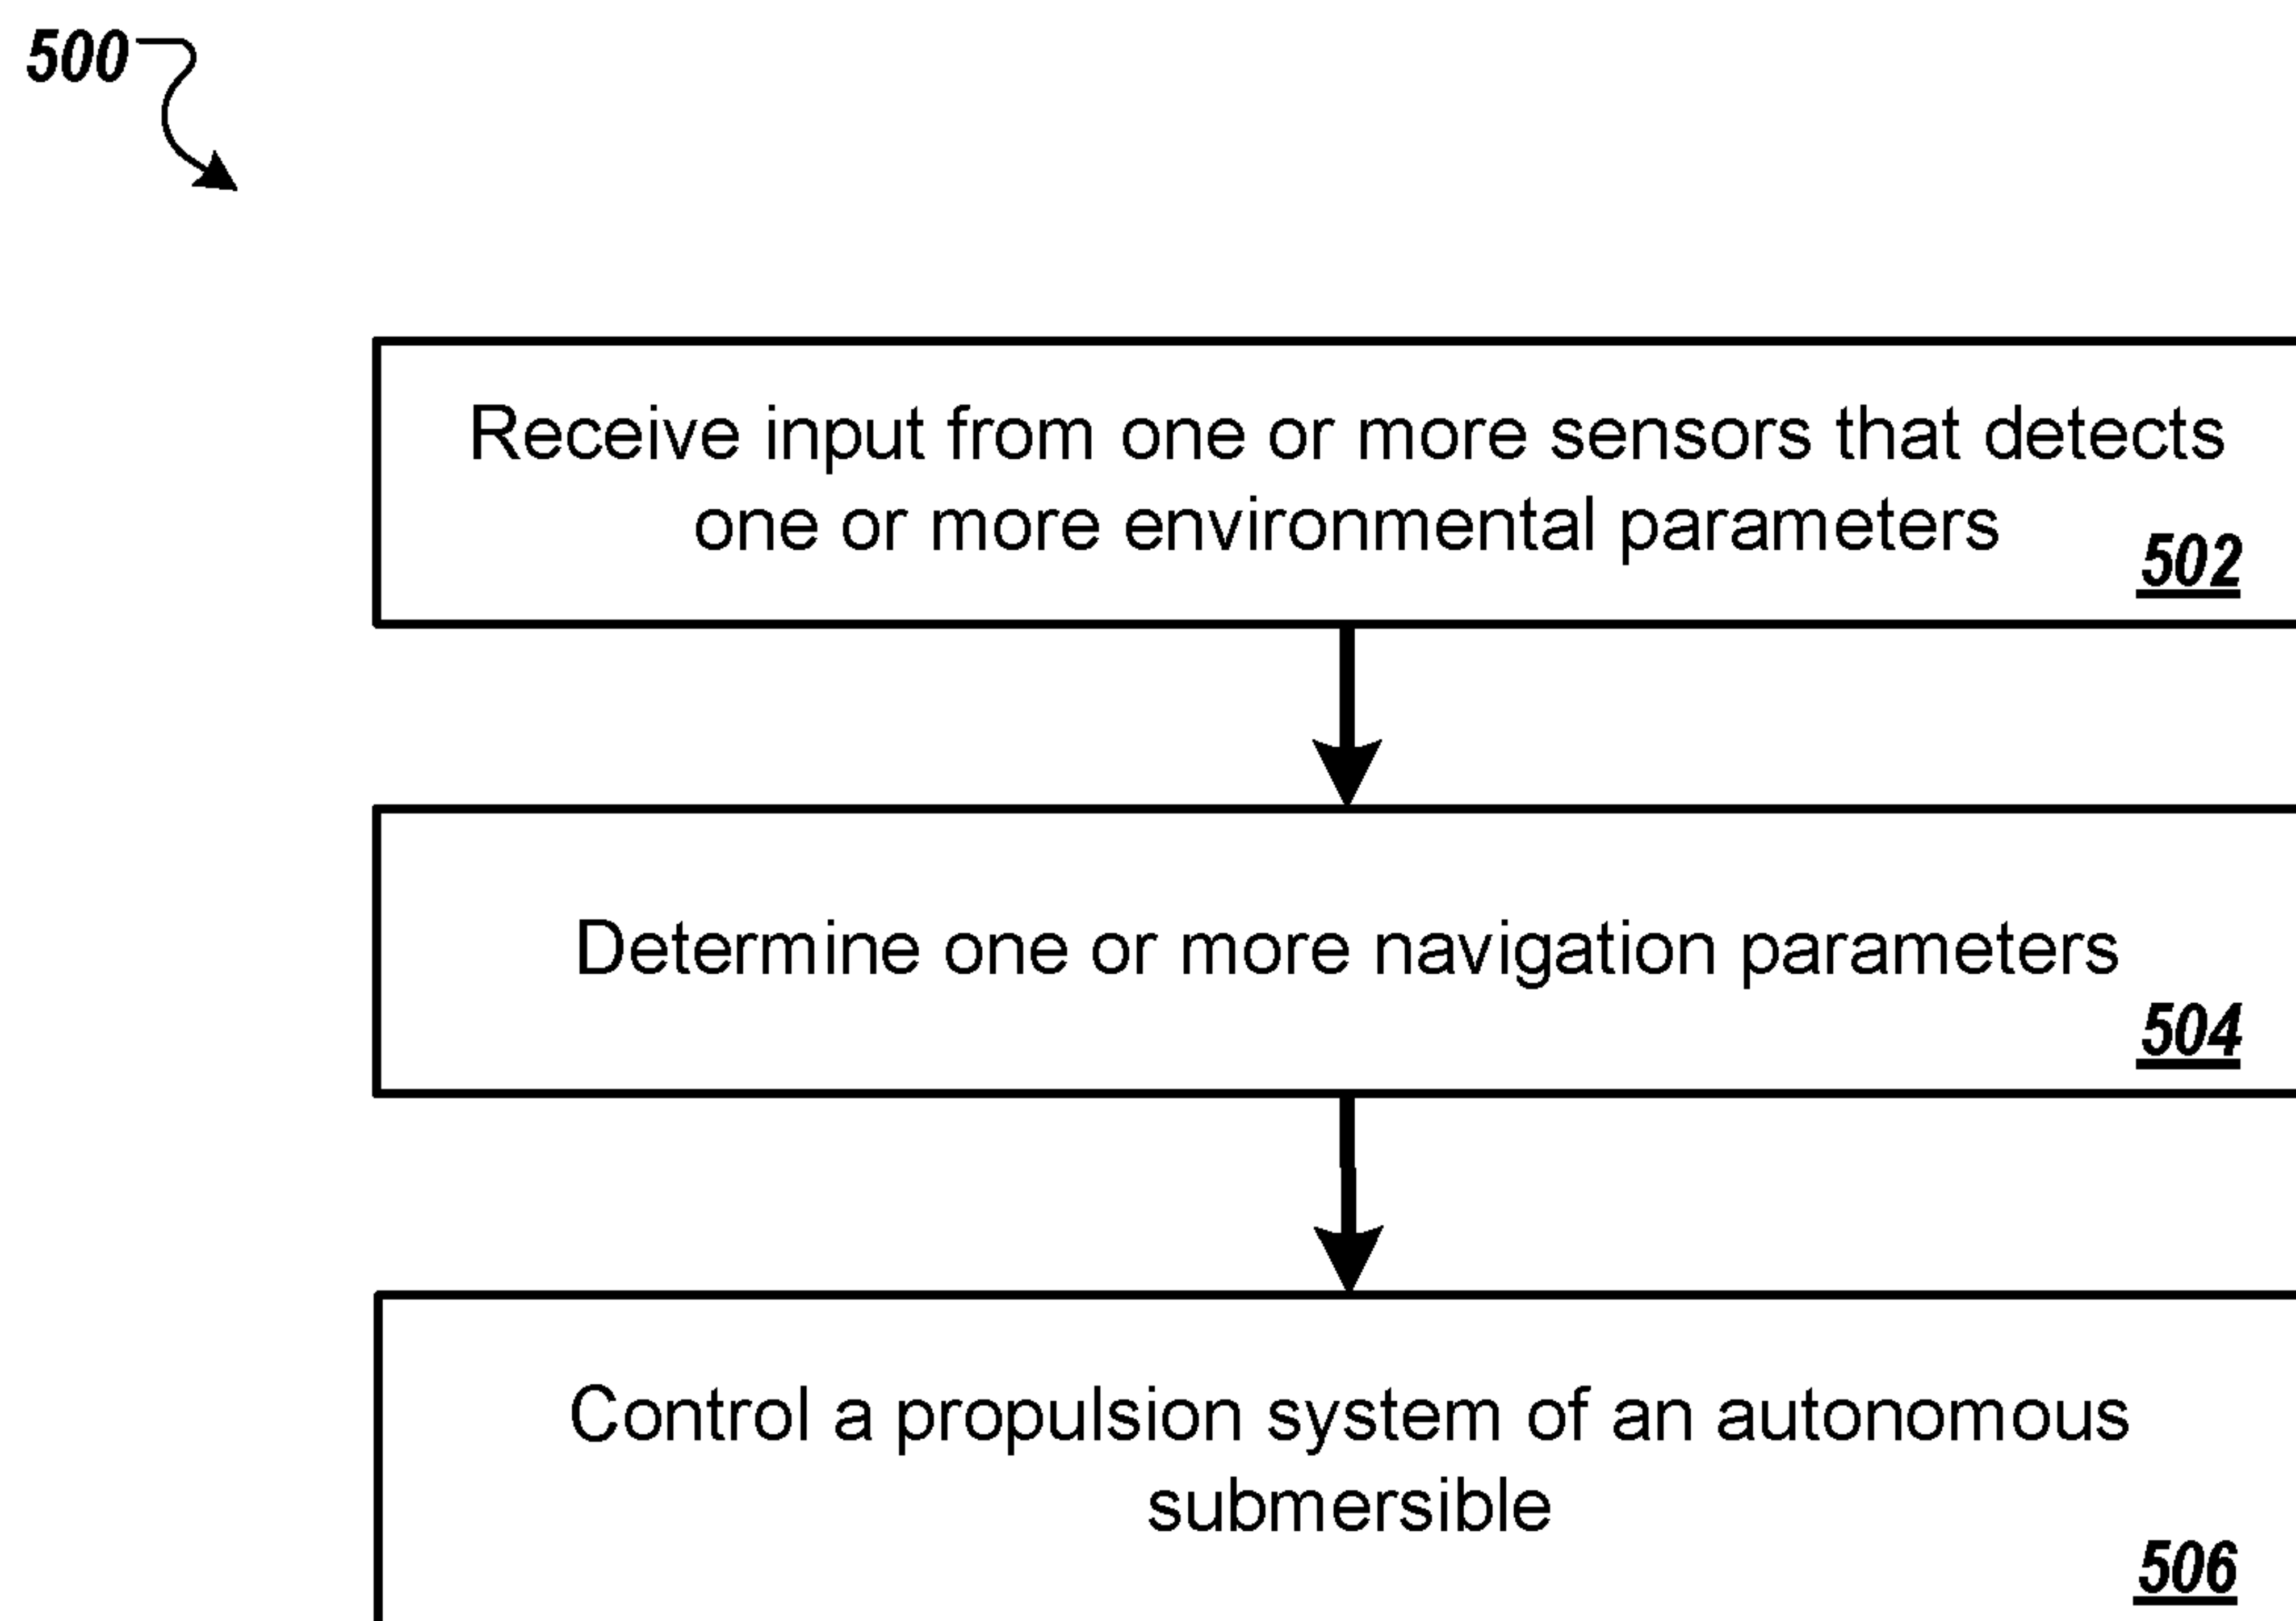 500
Receive input from one or more sensors that detects
one or more environmental parameters
502
Determine one or more navigation parameters
504
Control a propulsion system of an autonomous
submersible
506